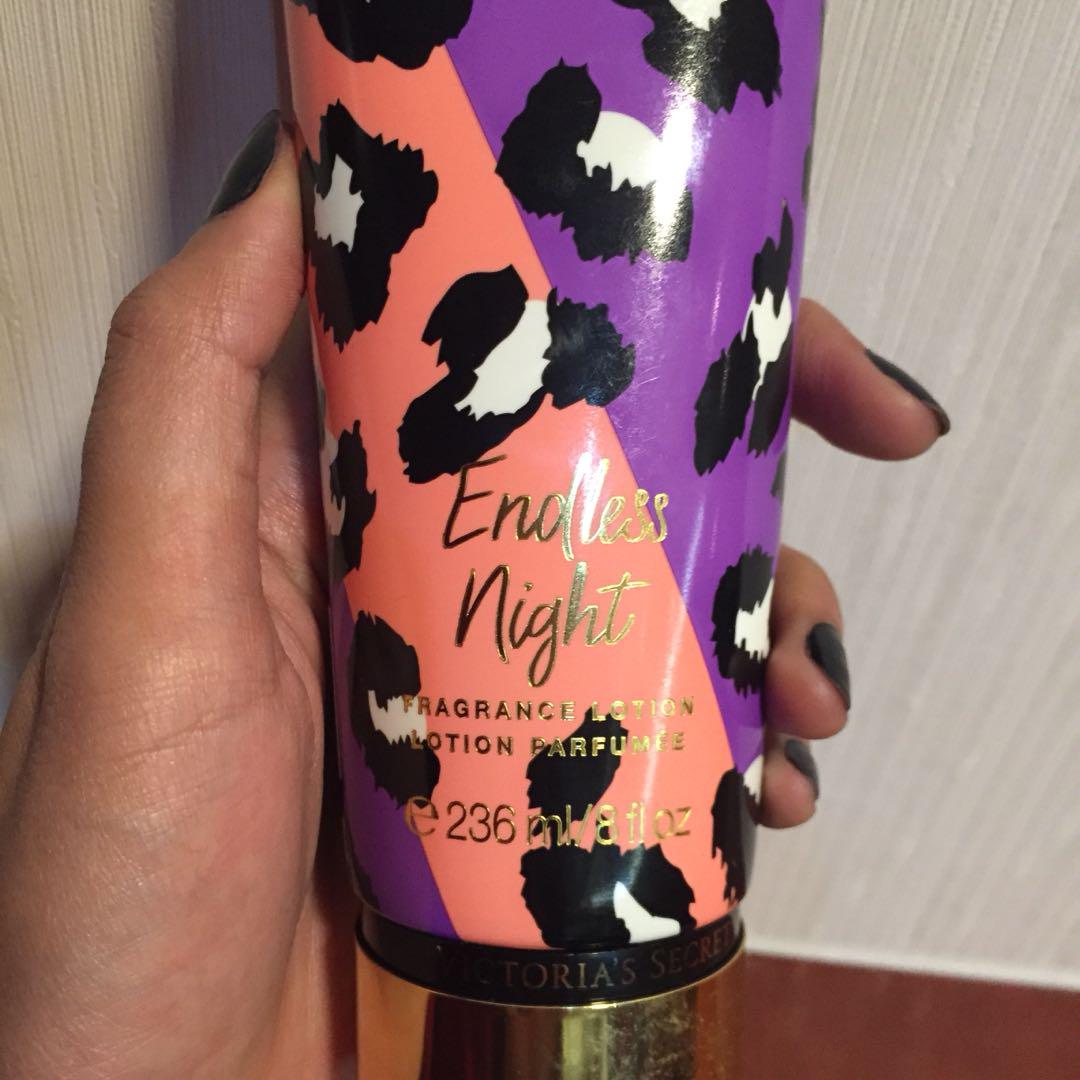 Endless
Night
FRAGRANCE LOTION
LOTION PARFUMÉE
℮ 236 ml/8 fl oz
VICTORIA'S SECRET